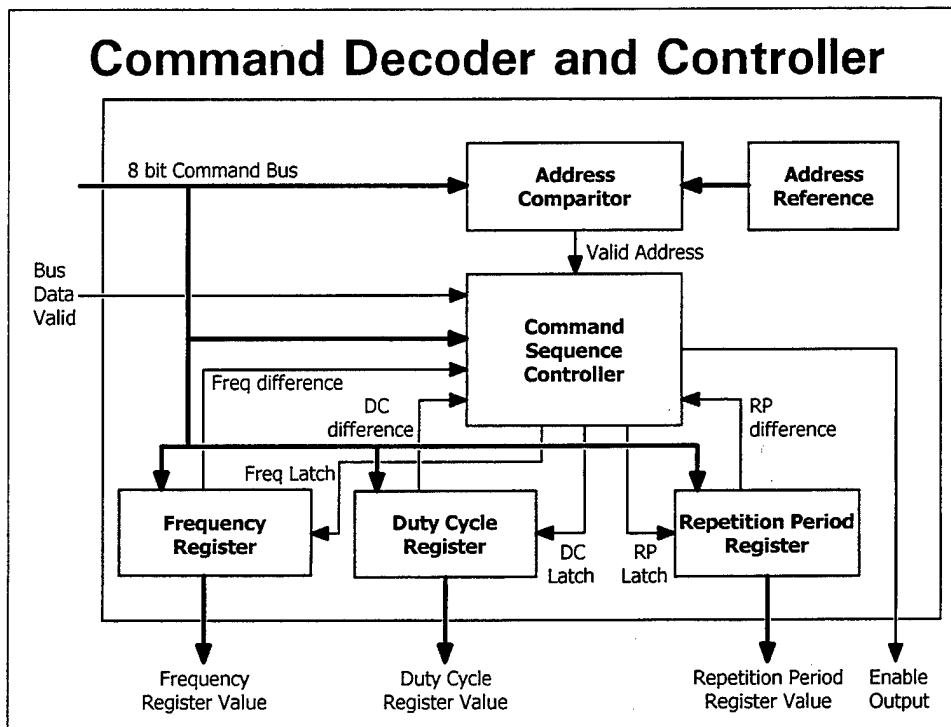 Command Decoder and Controller
8 bit Command Bus
Address
Comparitor
Address
Reference
Valid Address
Bus
Data
Valid
Command
Sequence
Controller
Freq difference
DC
difference
RP
difference
Freq Latch
Frequency
Register
Duty Cycle
Register
DC
Latch
RP
Latch
Repetition Period
Register
Frequency
Register Value
Duty Cycle
Register Value
Repetition Period
Register Value
Enable
Output